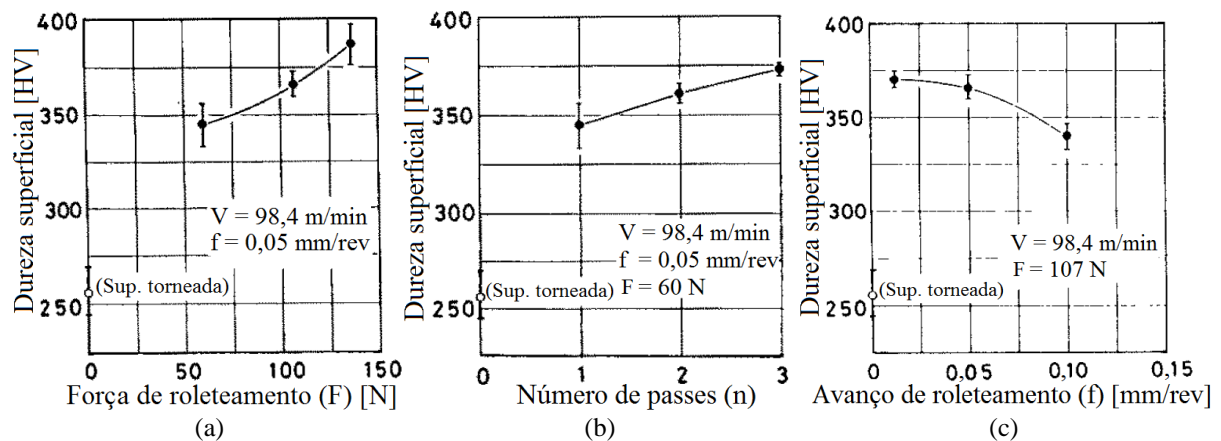 Dureza superficial [HV]
400
350
300
250
V = 98,4 m/min
f = 0,05 mm/rev
(Sup. torneada)
0
50
100
150
Força de roleteamento (F) [N]
(a)
Dureza superficial [HV]
400
350
300
250
V = 98,4 m/min
f = 0,05 mm/rev
(Sup. torneada) F = 60 N
0
1
2
3
Número de passes (n)
(b)
Dureza superficial [HV]
400
350
300
250
V = 98,4 m/min
F = 107 N
(Sup. torneada)
0
0,05
0,10
0,15
Avanço de roleteamento (f) [mm/rev]
(c)